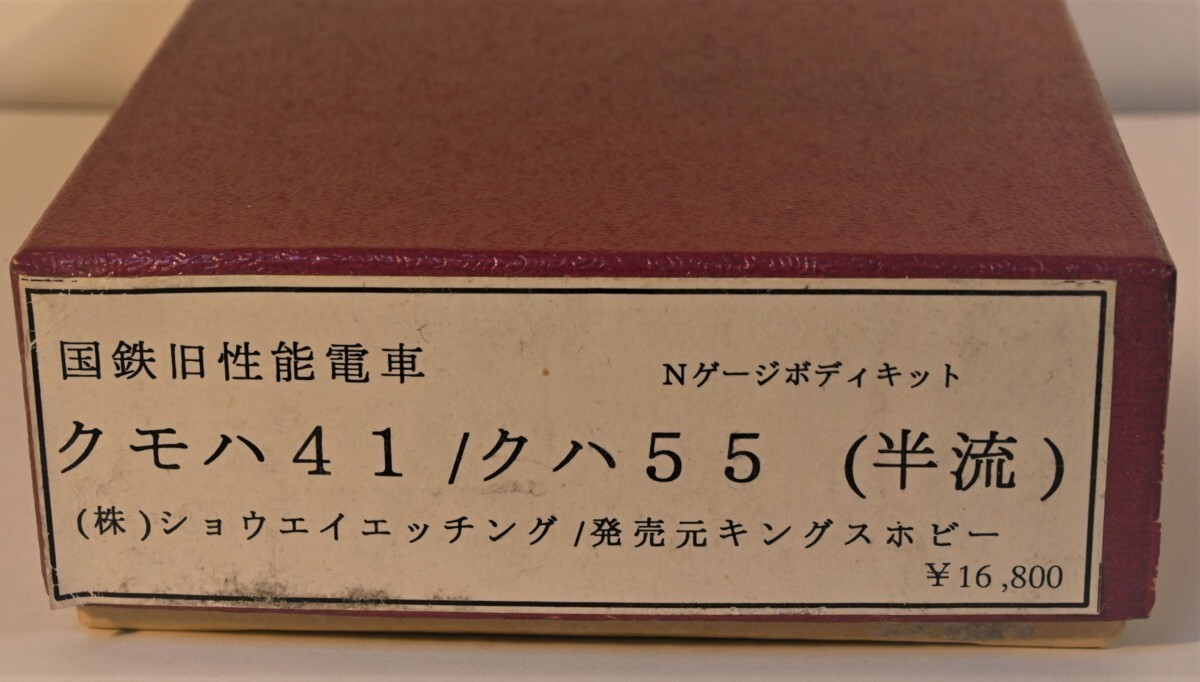 国鉄旧性能電車
Nゲージボディキット
クモハ41/クハ55 (半流)
(株)ショウエイエッチング/発売元キングスホビー
￥16,800